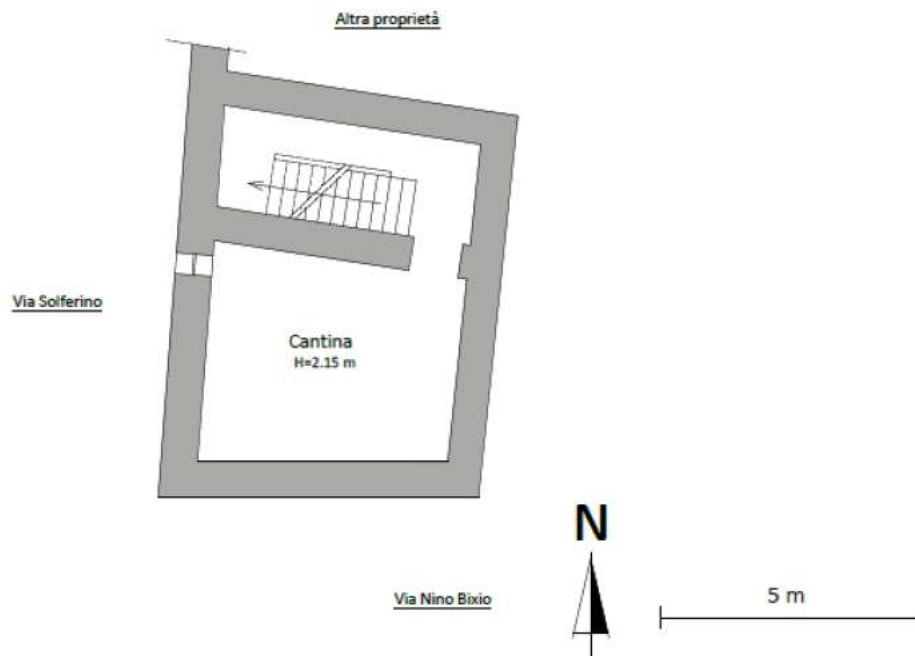 Altra proprietà
Via Solferino
Cantina
H=2.15 m
N
5 m
Via Nino Bixio